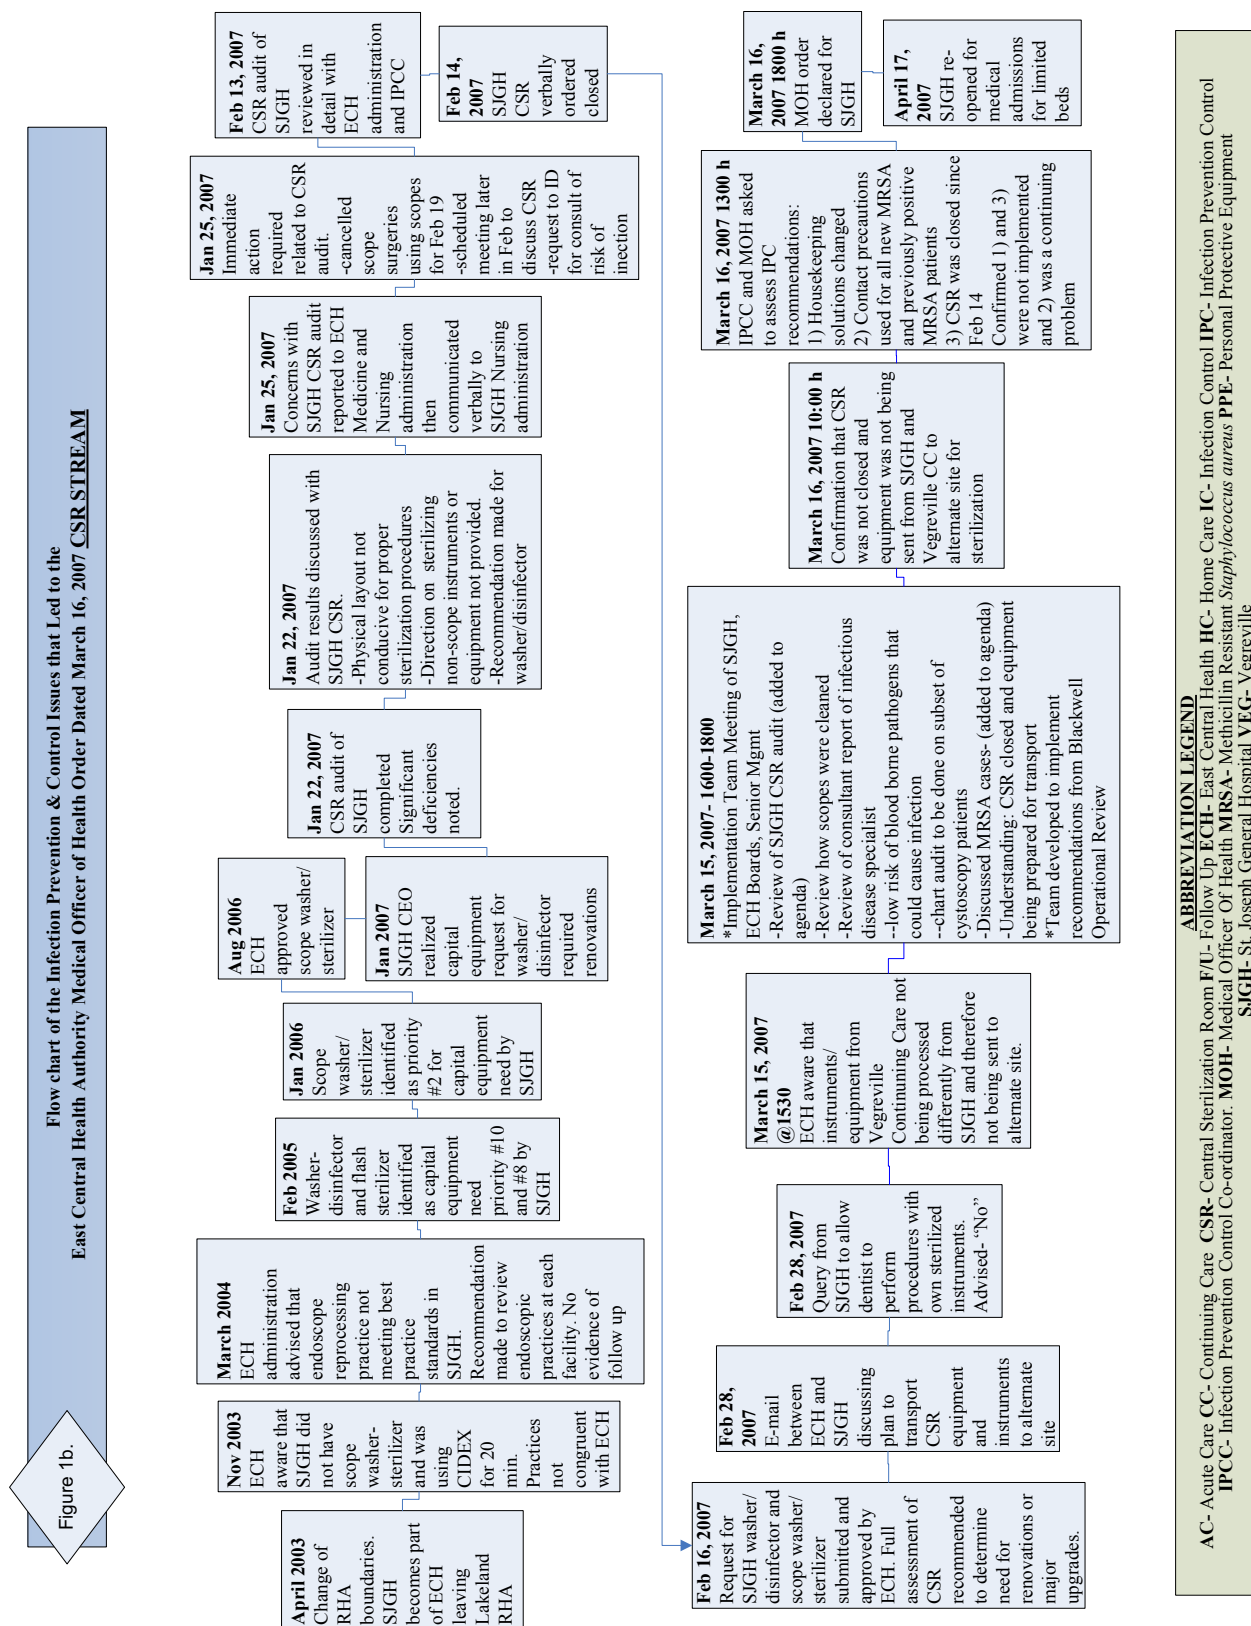 Figure 1b.
Flow chart of the Infection Prevention & Control Issues that Led to the
East Central Health Authority Medical Officer of Health Order Dated March 16, 2007 CSR STREAM
April 2003
Change of
RHA
boundaries.
SJGH
becomes part
of ECH
leaving
Lakeland
RHA
Nov 2003
ECH
aware that
SJGH did
not have
scope
washer-
sterilizer
and was
using
CIDEX
for 20
min.
Practices
not
congruent
with ECH
March 2004
ECH
administration
advised that
endoscope
reprocessing
practice not
meeting best
practice
standards in
SJGH.
Recommendation
made to review
endoscopic
practices at each
facility. No
evidence of
follow up
Feb 2005
Washer-
disinfector
and flash
sterilizer
identified
as capital
equipment
need
priority #10
and #8 by
SJGH
Jan 2006
Scope
washer/
sterilizer
identified
as priority
#2 for
capital
equipment
need by
SJGH
Aug 2006
ECH
approved
scope washer/
sterilizer
Jan 2007
SJGH CEO
realized
capital
equipment
request for
washer/
disinfector
required
renovations
Jan 22, 2007
CSR audit of
SJGH
completed
Significant
deficiencies
noted.
Jan 22, 2007
Audit results discussed with
SJGH CSR.
-Physical layout not
conducive for proper
sterilization procedures
-Direction on sterilizing
non-scope instruments or
equipment not provided.
-Recommendation made for
washer/disinfector
Jan 25, 2007
Concerns with
SJGH CSR audit
reported to ECH
Medicine and
Nursing
administration
then
communicated
verbally to
SJGH Nursing
administration
Jan 25, 2007
Immediate
action
required
related to CSR
audit.
-cancelled
scope
surgeries
using scopes
for Feb 19
-scheduled
meeting later
in Feb to
discuss CSR
-request to ID
for consult of
risk of
inection
Feb 13, 2007
CSR audit of
SJGH
reviewed in
detail with
ECH
administration
and IPCC
Feb 14,
2007
SJGH
CSR
verbally
ordered
closed
Feb 16, 2007
Request for
SJGH washer/
disinfector and
scope washer/
sterilizer
submitted and
approved by
ECH. Full
assessment of
CSR
recommended
to determine
need for
renovations or
major
upgrades.
Feb 28,
2007
E-mail
between
ECH and
SJGH
discussing
plan to
transport
CSR
equipment
and
instruments
to alternate
site
Feb 28, 2007
Query from
SJGH to allow
dentist to
perform
procedures with
own sterilized
instruments.
Advised- “No”
March 15, 2007
@1530
ECH aware that
instruments/
equipment from
Vegreville
Continuing Care not
being processed
differently from
SJGH and therefore
not being sent to
alternate site.
March 15, 2007- 1600-1800
*Implementation Team Meeting of SJGH,
ECH Boards, Senior Mgmt
-Review of SJGH CSR audit (added to
agenda)
-Review how scopes were cleaned
-Review of consultant report of infectious
disease specialist
--low risk of blood borne pathogens that
could cause infection
--chart audit to be done on subset of
cystoscopy patients
-Discussed MRSA cases- (added to agenda)
-Understanding: CSR closed and equipment
being prepared for transport
*Team developed to implement
recommendations from Blackwell
Operational Review
March 16, 2007 10:00 h
Confirmation that CSR
was not closed and
equipment was not being
sent from SJGH and
Vegreville CC to
alternate site for
sterilization
March 16, 2007 1300 h
IPCC and MOH asked
to assess IPC
recommendations:
1) Housekeeping
solutions changed
2) Contact precautions
used for all new MRSA
and previously positive
MRSA patients
3) CSR was closed since
Feb 14
Confirmed 1) and 3)
were not implemented
and 2) was a continuing
problem
March 16,
2007 1800 h
MOH order
declared for
SJGH
April 17,
2007
SJGH re-
opened for
medical
admissions
for limited
beds
ABBREVIATION LEGEND
AC- Acute Care CC- Continuing Care CSR- Central Sterilization Room F/U- Follow Up ECH- East Central Health HC- Home Care IC- Infection Control IPC- Infection Prevention Control
IPCC- Infection Prevention Control Co-ordinator. MOH- Medical Officer Of Health MRSA- Methicillin Resistant Staphylococcus aureus PPE- Personal Protective Equipment
SJGH- St. Joseph General Hospital VEG- Vegreville